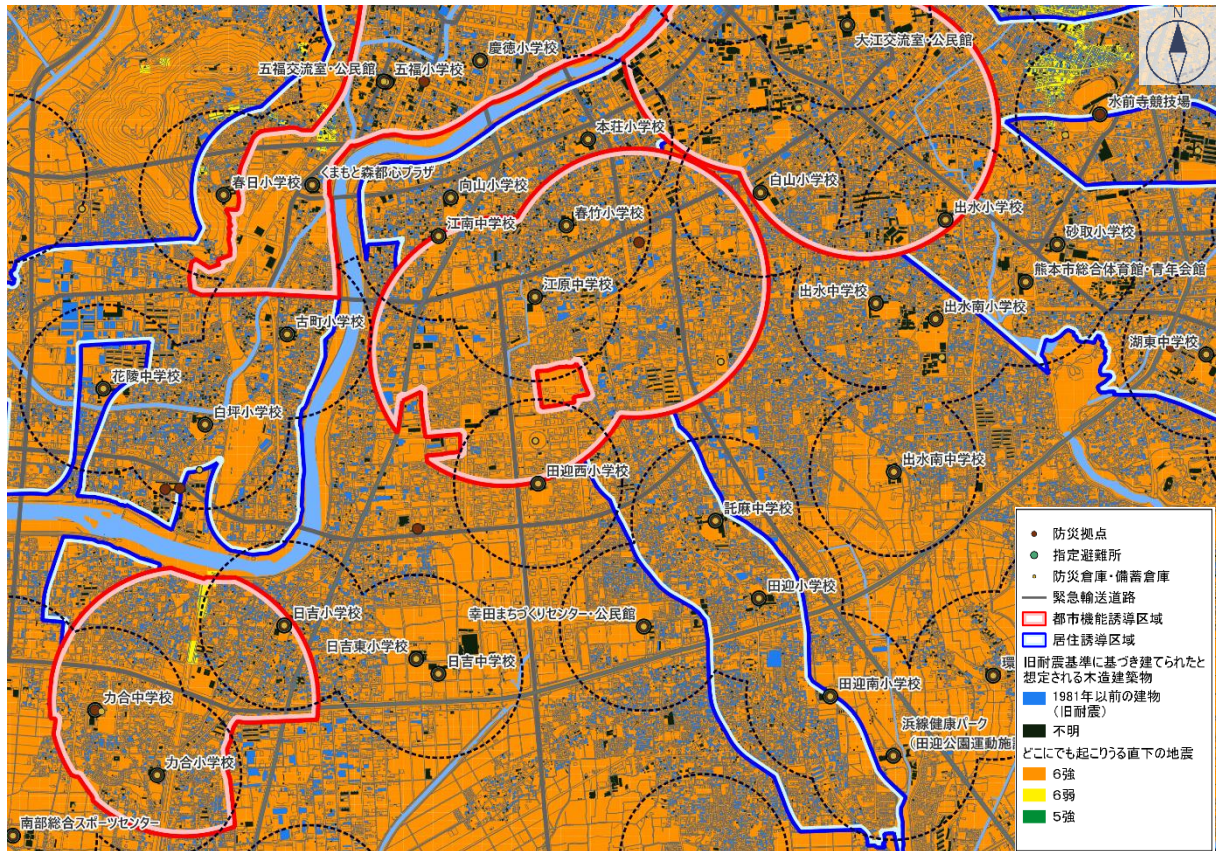 N
大江交流室・公民館
慶徳小学校
五福交流室・公民館
五福小学校
水前寺競技場
本荘小学校
春日小学校
くまもと森都心プラザ
向山小学校
白山小学校
春竹小学校
江南中学校
出水小学校
砂取小学校
熊本市総合体育館・青年会館
江原中学校
出水中学校
出水南小学校
古町小学校
湖東中学校
花陵中学校
白坪小学校
田迎西小学校
出水南中学校
託麻中学校
田迎小学校
日吉小学校
幸田まちづくりセンター・公民館
日吉東小学校
日吉中学校
環
田迎南小学校
力合中学校
浜線健康パーク
(田迎公園運動施設
力合小学校
南部総合スポーツセンター
防災拠点
指定避難所
防災倉庫・備蓄倉庫
緊急輸送道路
都市機能誘導区域
居住誘導区域
旧耐震基準に基づき建てられたと
想定される木造建築物
1981年以前の建物
(旧耐震)
不明
どこにでも起こりうる直下の地震
6強
6弱
5強